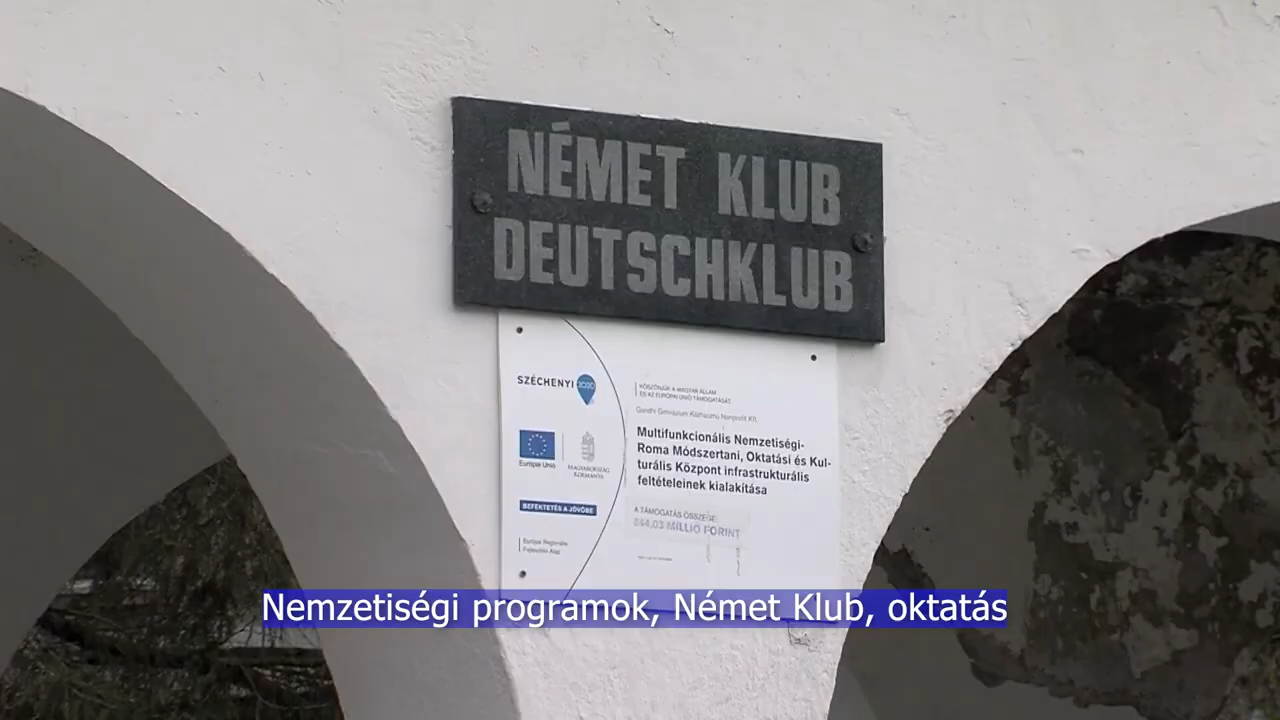 NÉMET KLUB
DEUTSCHKLUB
SZÉCHENYI 2020
KÖSZÖNJÜK A MAGYAR ÁLLAM
ÉS AZ EURÓPAI UNIÓ TÁMOGATÁSÁT.
Gandhi Gimnázium Közhasznú Nonprofit Kft.
Multifunkcionális Nemzetiségi-
Roma Módszertani, Oktatási és Kul-
turális Központ infrastrukturális
feltételeinek kialakítása
Európai Unió
MAGYARORSZÁG
KORMÁNYA
BEFEKTETÉS A JÖVŐBE
A TÁMOGATÁS ÖSSZEGE:
MILLIÓ FORINT
Európai Regionális
Fejlesztési Alap
Nemzetiségi programok, Német Klub, oktatás